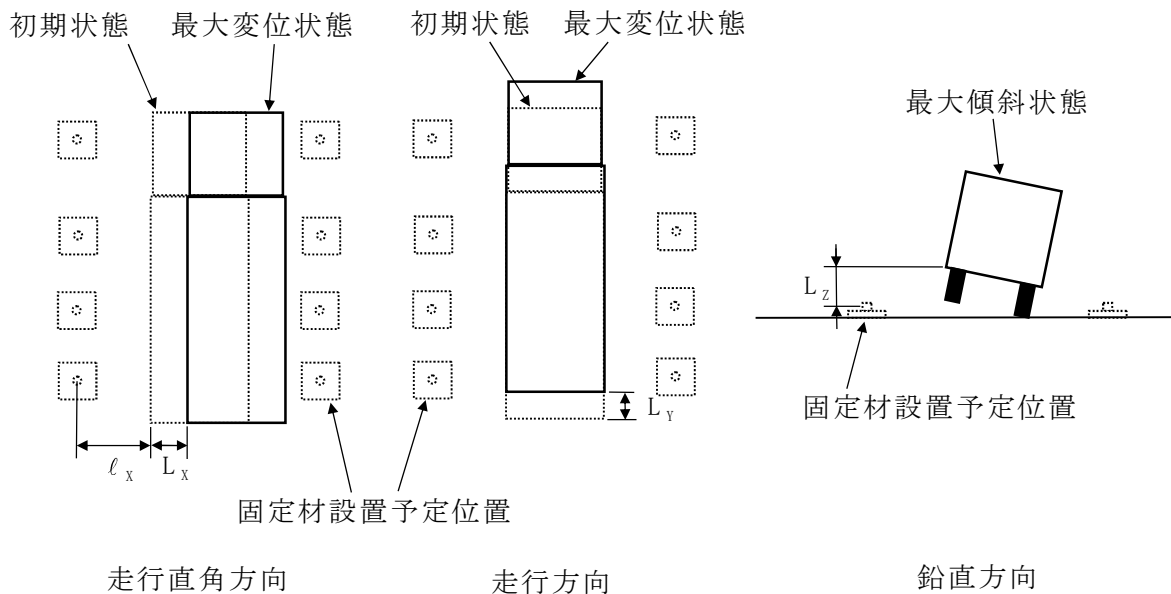 初期状態
最大変位状態
初期状態
最大変位状態
最大傾斜状態
L Z
固定材設置予定位置
L Y
ℓ X
L X
固定材設置予定位置
走行直角方向
走行方向
鉛直方向